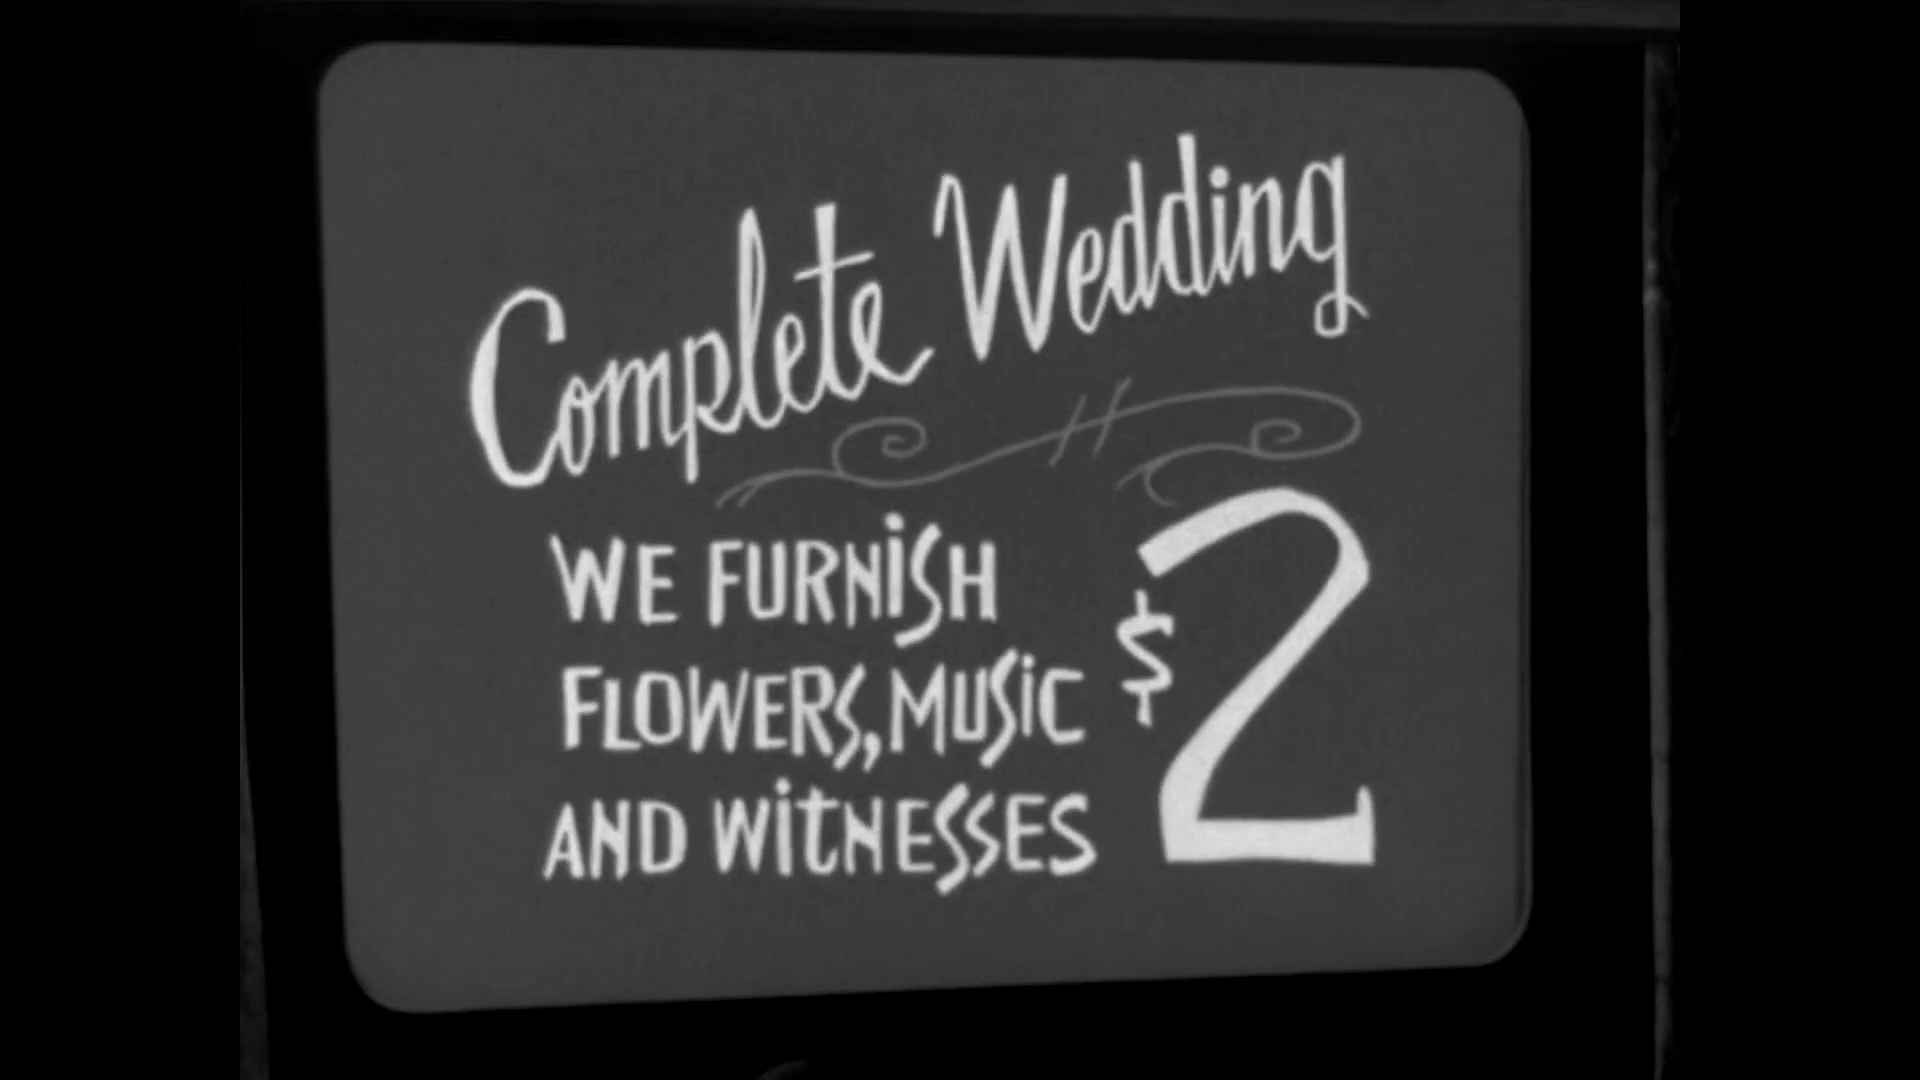 Complete Wedding
WE FURNiSH
FLOWERS, MUSiC
AND WiTNESSES
$2